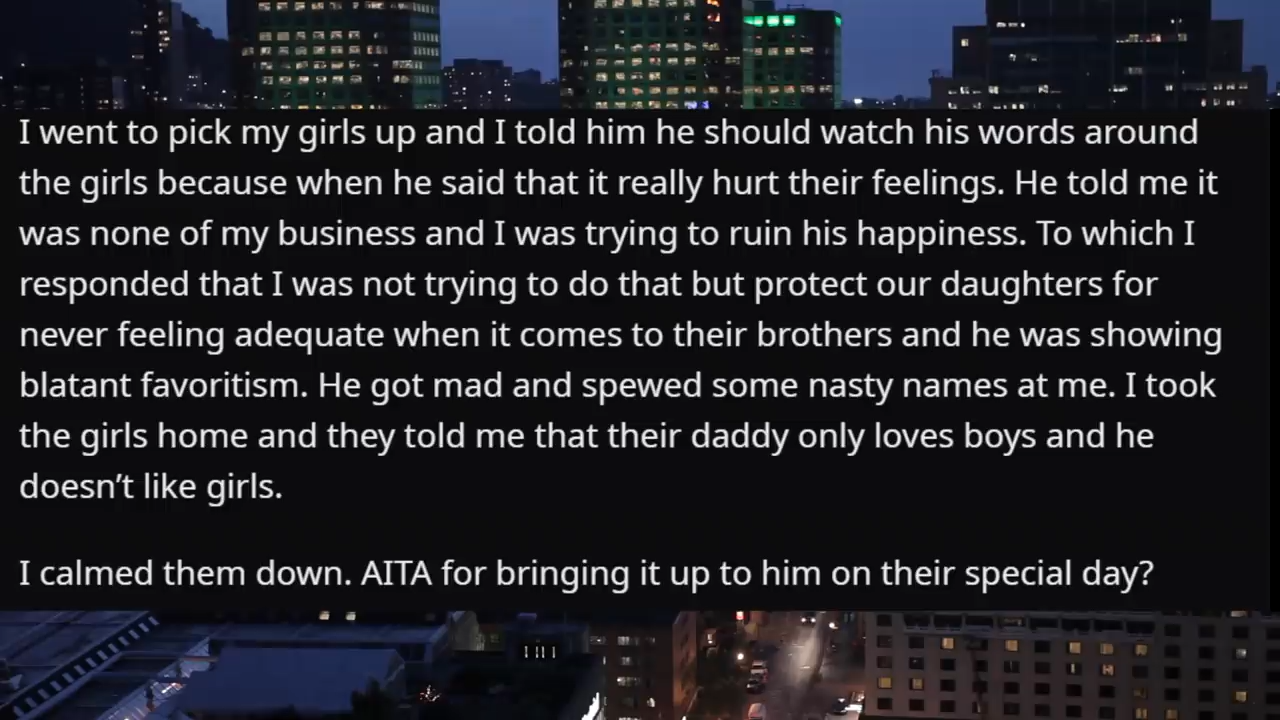 I went to pick my girls up and I told him he should watch his words around
the girls because when he said that it really hurt their feelings. He told me it
was none of my business and I was trying to ruin his happiness. To which I
responded that I was not trying to do that but protect our daughters for
never feeling adequate when it comes to their brothers and he was showing
blatant favoritism. He got mad and spewed some nasty names at me. I took
the girls home and they told me that their daddy only loves boys and he
doesn’t like girls.
I calmed them down. AITA for bringing it up to him on their special day?